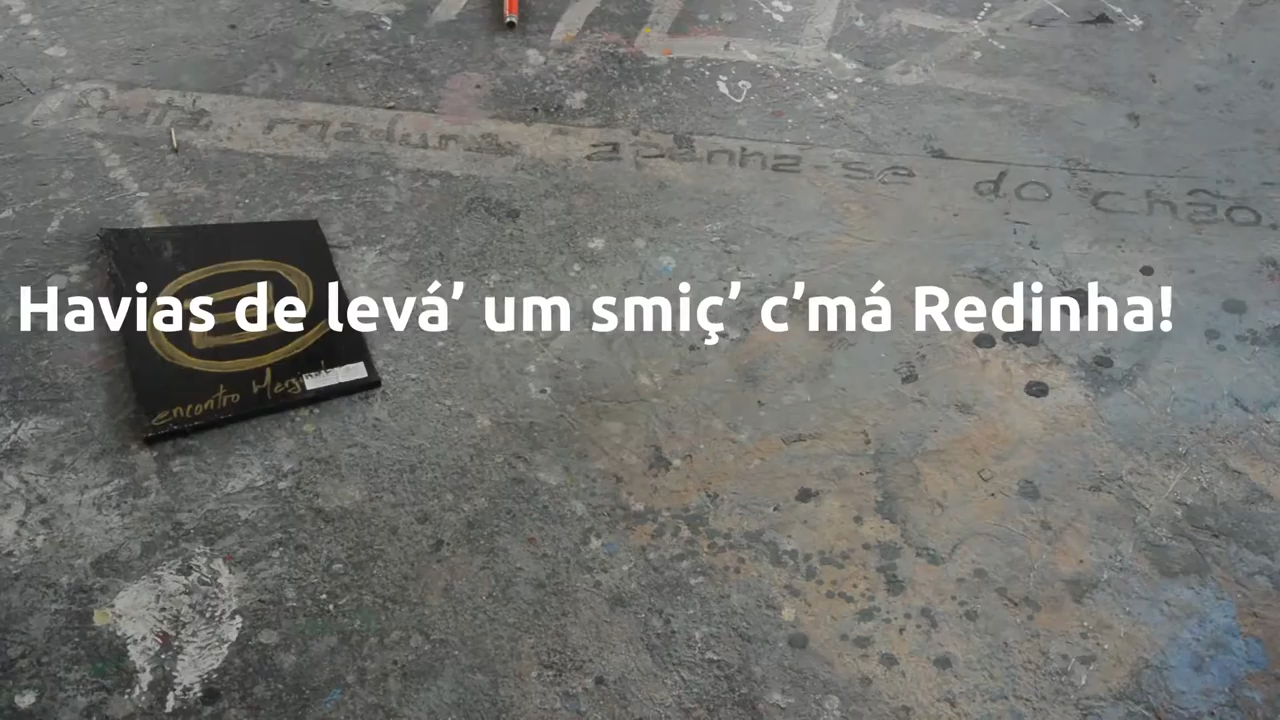 Fruta madura apanha-se do chão.
Havias de levá’ um smiç’ c’má Redinha!
encontro